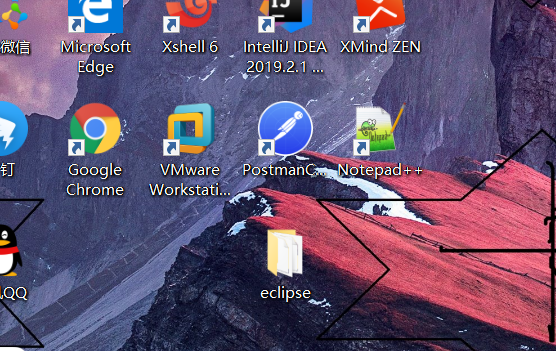 微信
Microsoft
Edge
Xshell 6
IntelliJ IDEA
2019.2.1 ...
XMind ZEN
钉
Google
Chrome
VMware
Workstati...
PostmanC...
Notepad++
QQ
eclipse